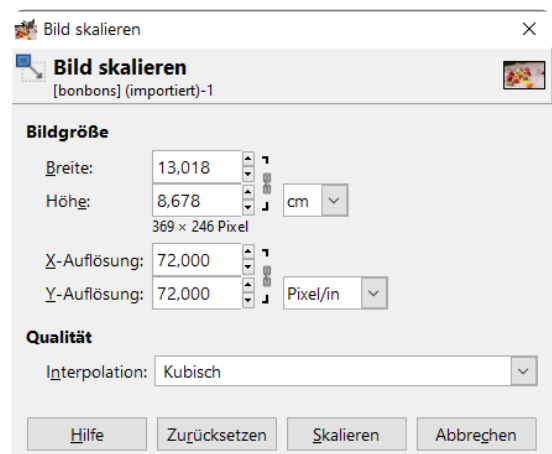 Bild skalieren
Bild skalieren
[bonbons] (importiert)-1
Bildgröße
Breite: 13,018
Höhe: 8,678 cm
369 × 246 Pixel
X-Auflösung: 72,000
Y-Auflösung: 72,000 Pixel/in
Qualität
Interpolation: Kubisch
Hilfe Zurücksetzen Skalieren Abbrechen